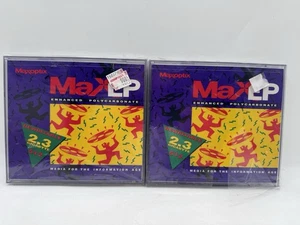 Maxoptix
MaxLP
ENHANCED POLYCARBONATE
2.3
MEDIA FOR THE INFORMATION AGE
Maxoptix
MaxLP
ENHANCED POLYCARBONATE
2.3
MEDIA FOR THE INFORMATION AGE